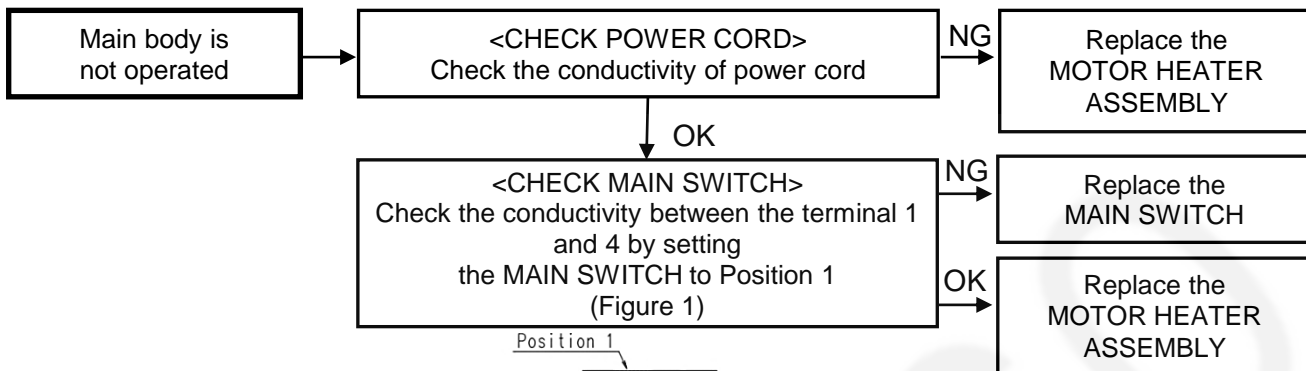 Main body is
not operated
<CHECK POWER CORD>
Check the conductivity of power cord
NG
Replace the
MOTOR HEATER
ASSEMBLY
OK
<CHECK MAIN SWITCH>
Check the conductivity between the terminal 1
and 4 by setting
the MAIN SWITCH to Position 1
(Figure 1)
NG
Replace the
MAIN SWITCH
OK
Replace the
MOTOR HEATER
ASSEMBLY
Position 1